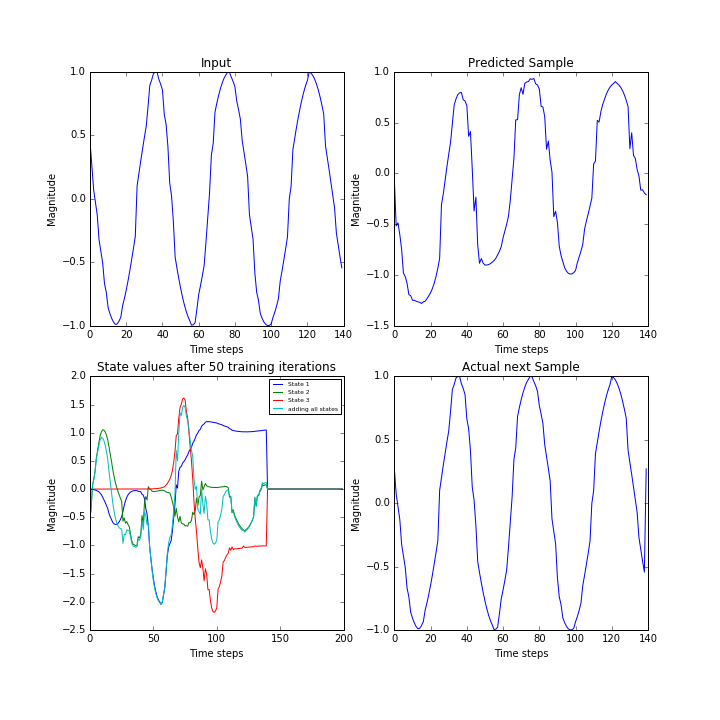 Input
Magnitude
1.0
0.5
0.0
−0.5
−1.0
0 20 40 60 80 100 120 140
Time steps
Predicted Sample
Magnitude
1.0
0.5
0.0
−0.5
−1.0
−1.5
0 20 40 60 80 100 120 140
Time steps
State values after 50 training iterations
Magnitude
2.0
1.5
1.0
0.5
0.0
−0.5
−1.0
−1.5
−2.0
−2.5
State 1
State 2
State 3
adding all states
0 50 100 150 200
Time steps
Actual next Sample
Magnitude
1.0
0.5
0.0
−0.5
−1.0
0 20 40 60 80 100 120 140
Time steps